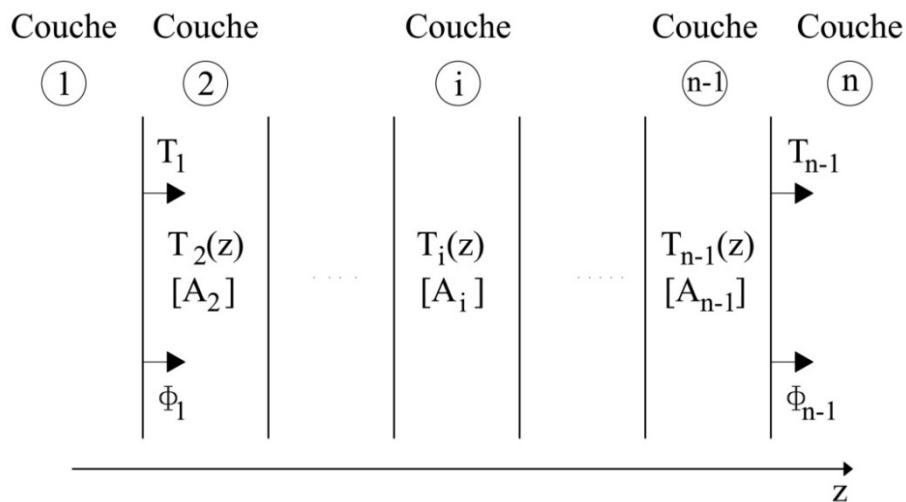 Couche Couche Couche Couche Couche
1 2 i n-1 n
T₁ Tₙ₋₁
T₂(z) Tᵢ(z) Tₙ₋₁(z)
[A₂] .... [Aᵢ] ..... [Aₙ₋₁]
Φ₁ Φₙ₋₁
z